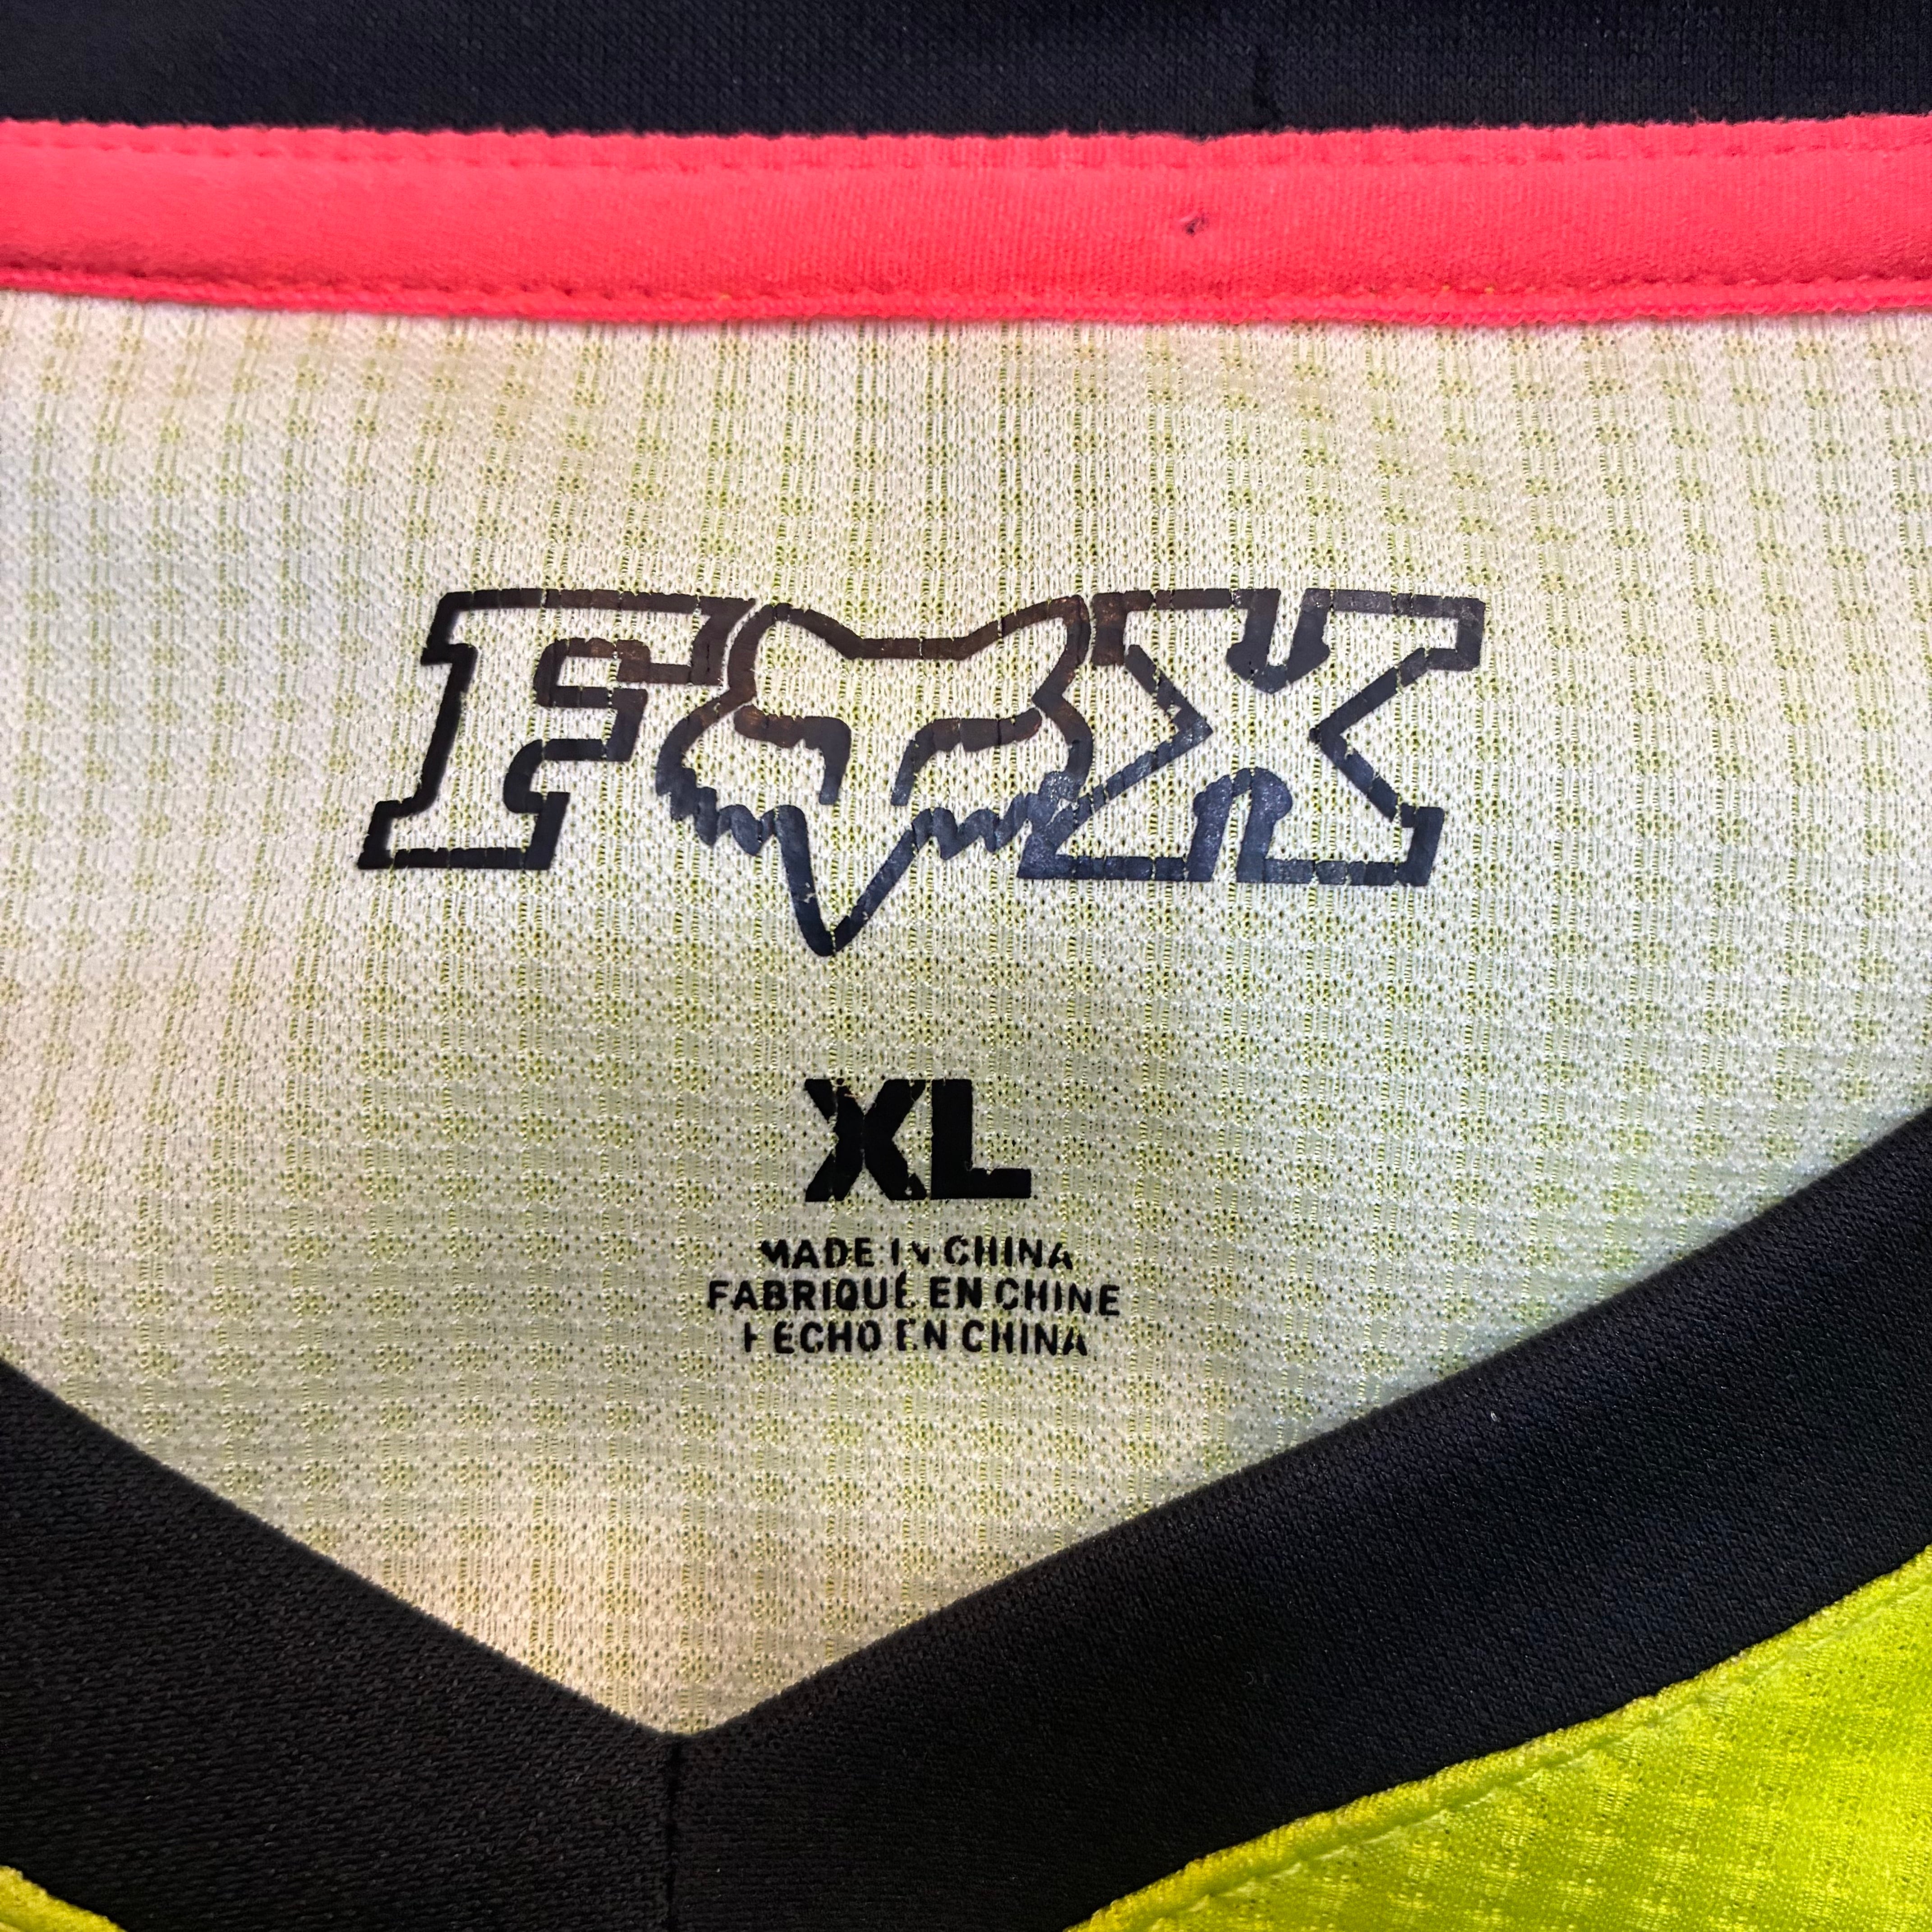 FOX
XL
MADE IN CHINA
FABRIQUÉ EN CHINE
HECHO EN CHINA